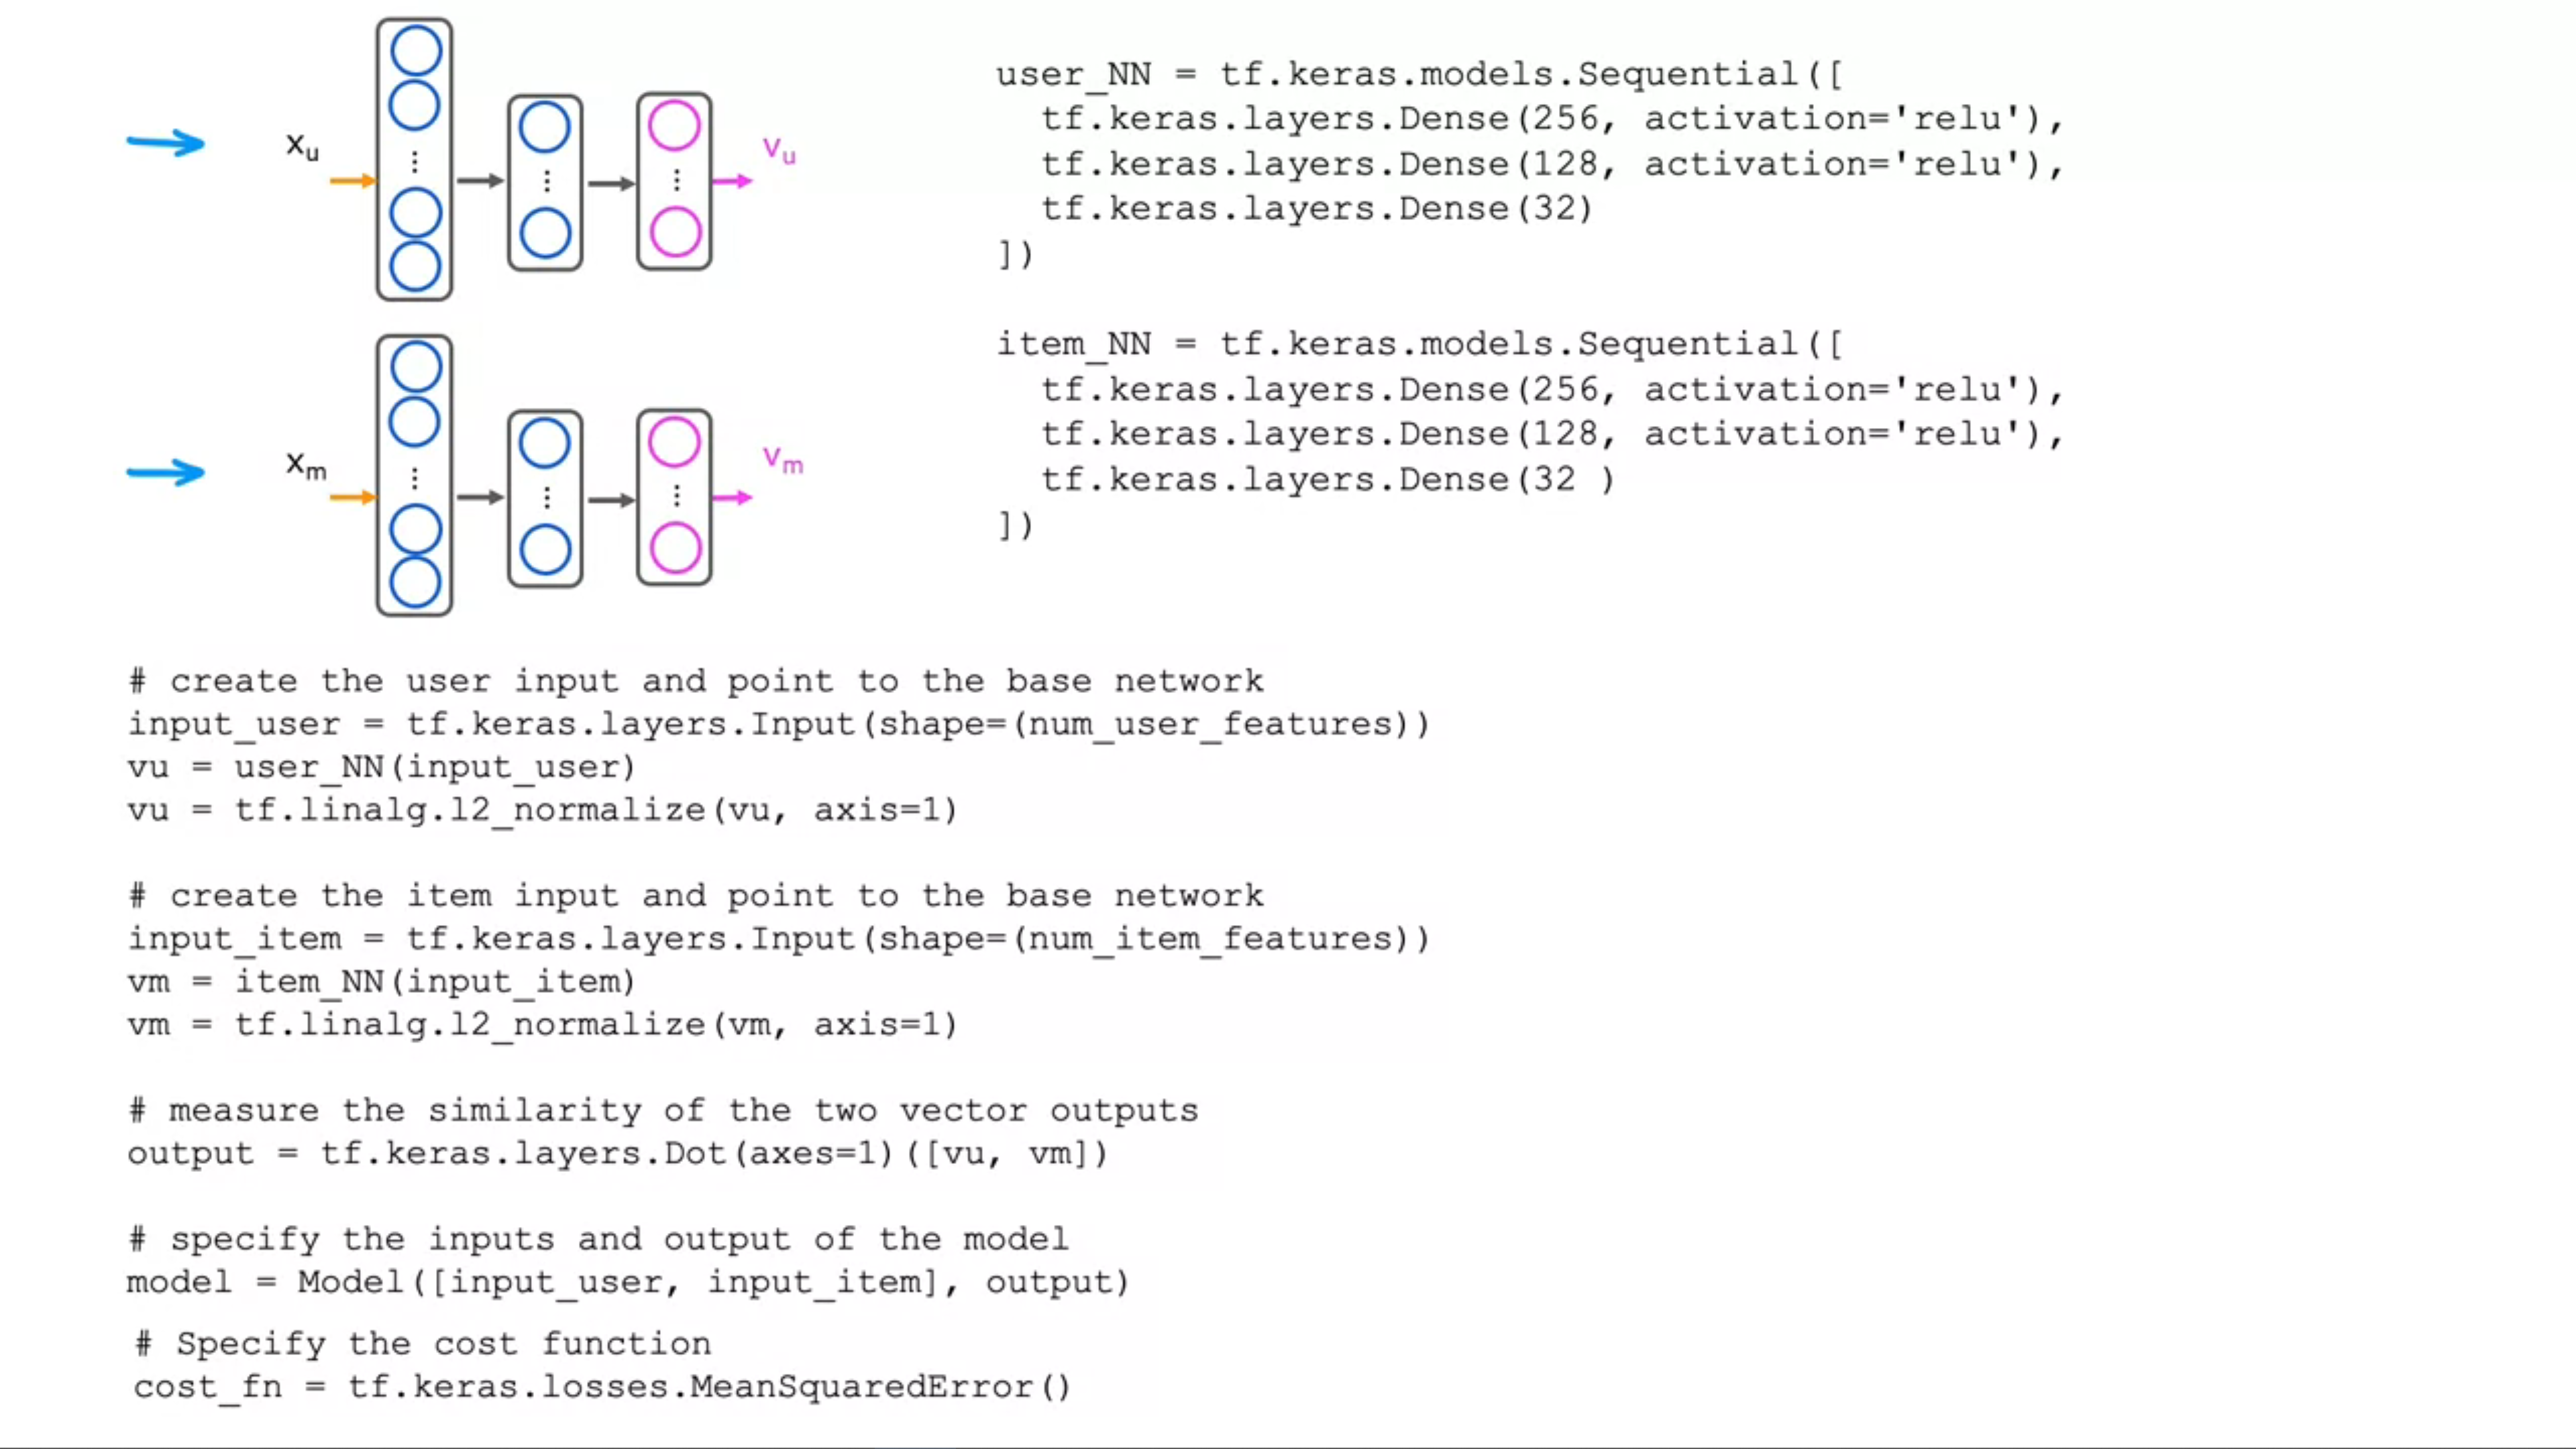 x_u
v_u
user_NN = tf.keras.models.Sequential([
  tf.keras.layers.Dense(256, activation='relu'),
  tf.keras.layers.Dense(128, activation='relu'),
  tf.keras.layers.Dense(32)
])
x_m
v_m
item_NN = tf.keras.models.Sequential([
  tf.keras.layers.Dense(256, activation='relu'),
  tf.keras.layers.Dense(128, activation='relu'),
  tf.keras.layers.Dense(32 )
])
# create the user input and point to the base network
input_user = tf.keras.layers.Input(shape=(num_user_features))
vu = user_NN(input_user)
vu = tf.linalg.l2_normalize(vu, axis=1)
# create the item input and point to the base network
input_item = tf.keras.layers.Input(shape=(num_item_features))
vm = item_NN(input_item)
vm = tf.linalg.l2_normalize(vm, axis=1)
# measure the similarity of the two vector outputs
output = tf.keras.layers.Dot(axes=1)([vu, vm])
# specify the inputs and output of the model
model = Model([input_user, input_item], output)
# Specify the cost function
cost_fn = tf.keras.losses.MeanSquaredError()